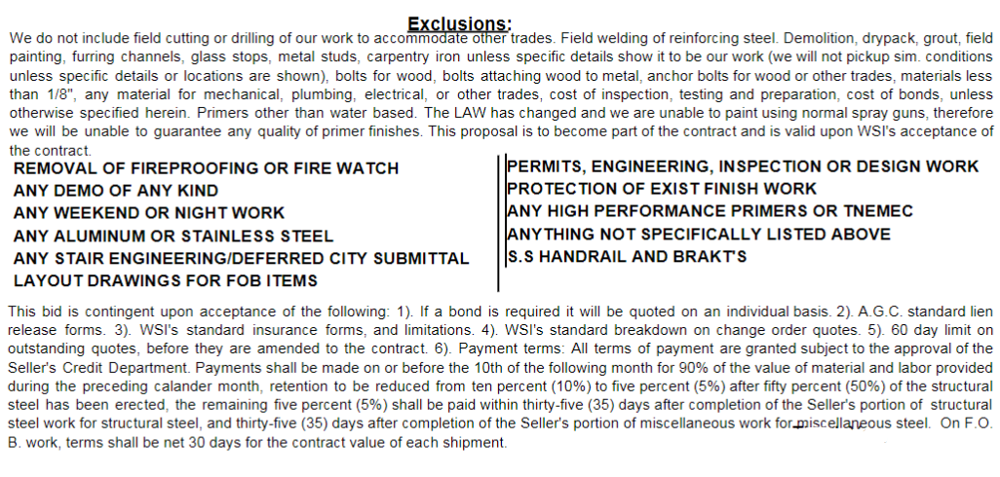 Exclusions:
We do not include field cutting or drilling of our work to accommodate other trades. Field welding of reinforcing steel. Demolition, drypack, grout, field
painting, furring channels, glass stops, metal studs, carpentry iron unless specific details show it to be our work (we will not pickup sim. conditions
unless specific details or locations are shown), bolts for wood, bolts attaching wood to metal, anchor bolts for wood or other trades, materials less
than 1/8", any material for mechanical, plumbing, electrical, or other trades, cost of inspection, testing and preparation, cost of bonds, unless
otherwise specified herein. Primers other than water based. The LAW has changed and we are unable to paint using normal spray guns, therefore
we will be unable to guarantee any quality of primer finishes. This proposal is to become part of the contract and is valid upon WSI's acceptance of
the contract.
REMOVAL OF FIREPROOFING OR FIRE WATCH
ANY DEMO OF ANY KIND
ANY WEEKEND OR NIGHT WORK
ANY ALUMINUM OR STAINLESS STEEL
ANY STAIR ENGINEERING/DEFERRED CITY SUBMITTAL
LAYOUT DRAWINGS FOR FOB ITEMS
PERMITS, ENGINEERING, INSPECTION OR DESIGN WORK
PROTECTION OF EXIST FINISH WORK
ANY HIGH PERFORMANCE PRIMERS OR TNEMEC
ANYTHING NOT SPECIFICALLY LISTED ABOVE
S.S HANDRAIL AND BRAKT'S
This bid is contingent upon acceptance of the following: 1). If a bond is required it will be quoted on an individual basis. 2). A.G.C. standard lien
release forms. 3). WSI's standard insurance forms, and limitations. 4). WSI's standard breakdown on change order quotes. 5). 60 day limit on
outstanding quotes, before they are amended to the contract. 6). Payment terms: All terms of payment are granted subject to the approval of the
Seller's Credit Department. Payments shall be made on or before the 10th of the following month for 90% of the value of material and labor provided
during the preceding calander month, retention to be reduced from ten percent (10%) to five percent (5%) after fifty percent (50%) of the structural
steel has been erected, the remaining five percent (5%) shall be paid within thirty-five (35) days after completion of the Seller's portion of structural
steel work for structural steel, and thirty-five (35) days after completion of the Seller's portion of miscellaneous work for miscellaneous steel. On F.O.
B. work, terms shall be net 30 days for the contract value of each shipment.